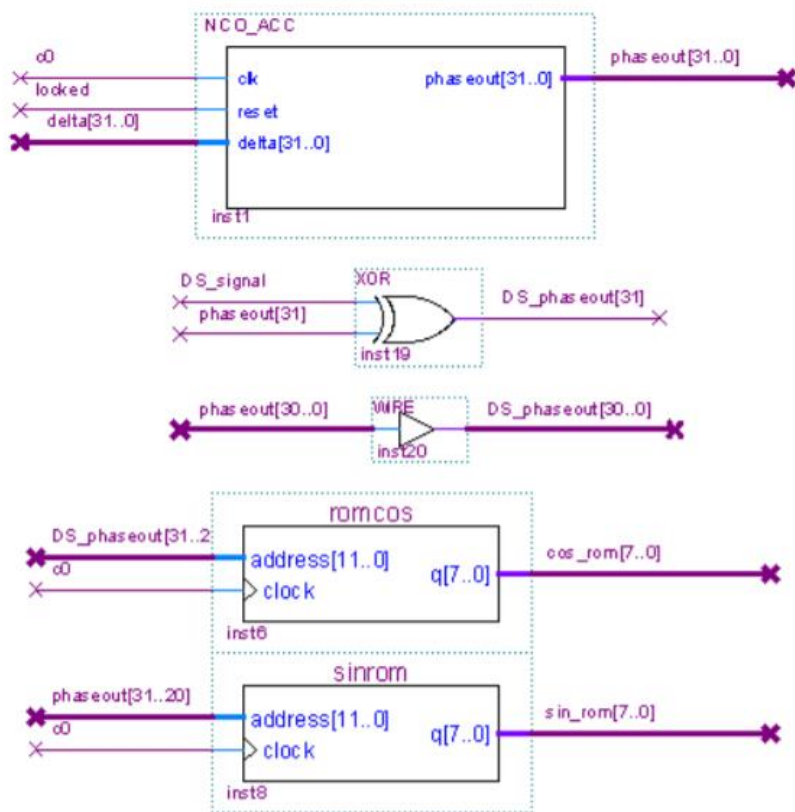 NCO_ACC
c0
clk
phaseout[31..0]
phaseout[31..0]
locked
reset
delta[31..0]
delta[31..0]
inst1
DS_signal
XOR
DS_phaseout[31]
phaseout[31]
inst19
phaseout[30..0]
WIRE
DS_phaseout[30..0]
inst20
romcos
DS_phaseout[31..2
address[11..0]
q[7..0]
cos_rom[7..0]
c0
clock
inst6
sinrom
phaseout[31..20]
address[11..0]
q[7..0]
sin_rom[7..0]
c0
clock
inst8